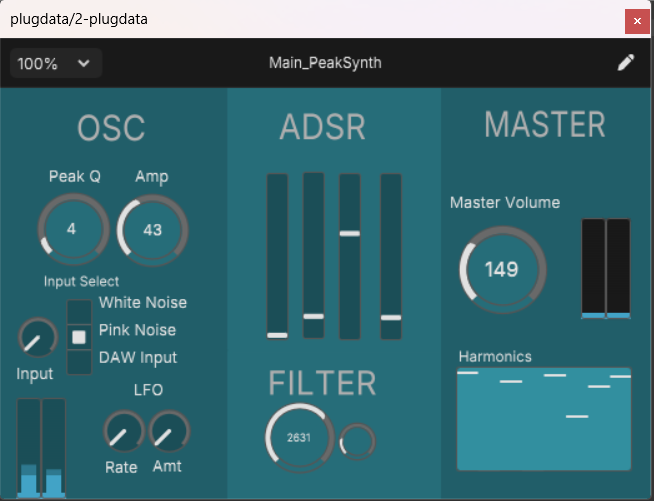 plugdata/2-plugdata
100%
Main_PeakSynth
OSC
ADSR
MASTER
Peak Q
Amp
4
43
Master Volume
149
Input Select
White Noise
Pink Noise
DAW Input
Input
LFO
Rate
Amt
FILTER
2631
Harmonics